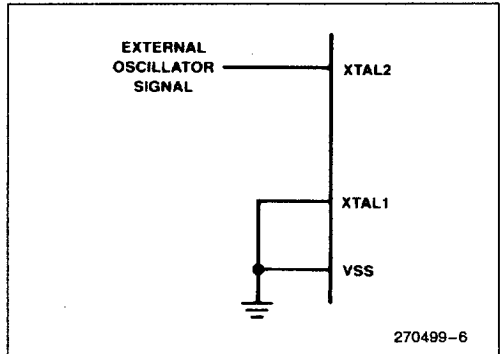 EXTERNAL
OSCILLATOR
SIGNAL
XTAL2
XTAL1
VSS
270499-6